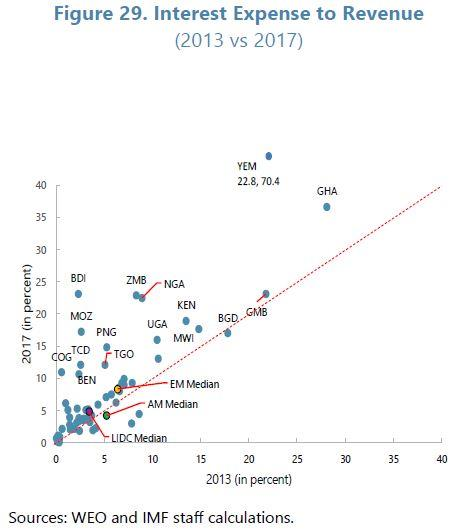 Figure 29. Interest Expense to Revenue
(2013 vs 2017)
YEM
22.8, 70.4
GHA
40
35
30
25
20
15
10
5
0
2017 (in percent)
BDI
ZMB
NGA
MOZ
KEN
GMB
PNG
UGA
BGD
MWI
COG
TCD
TGO
BEN
EM Median
AM Median
LIDC Median
0
5
10
15
20
25
30
35
40
2013 (in percent)
Sources: WEO and IMF staff calculations.